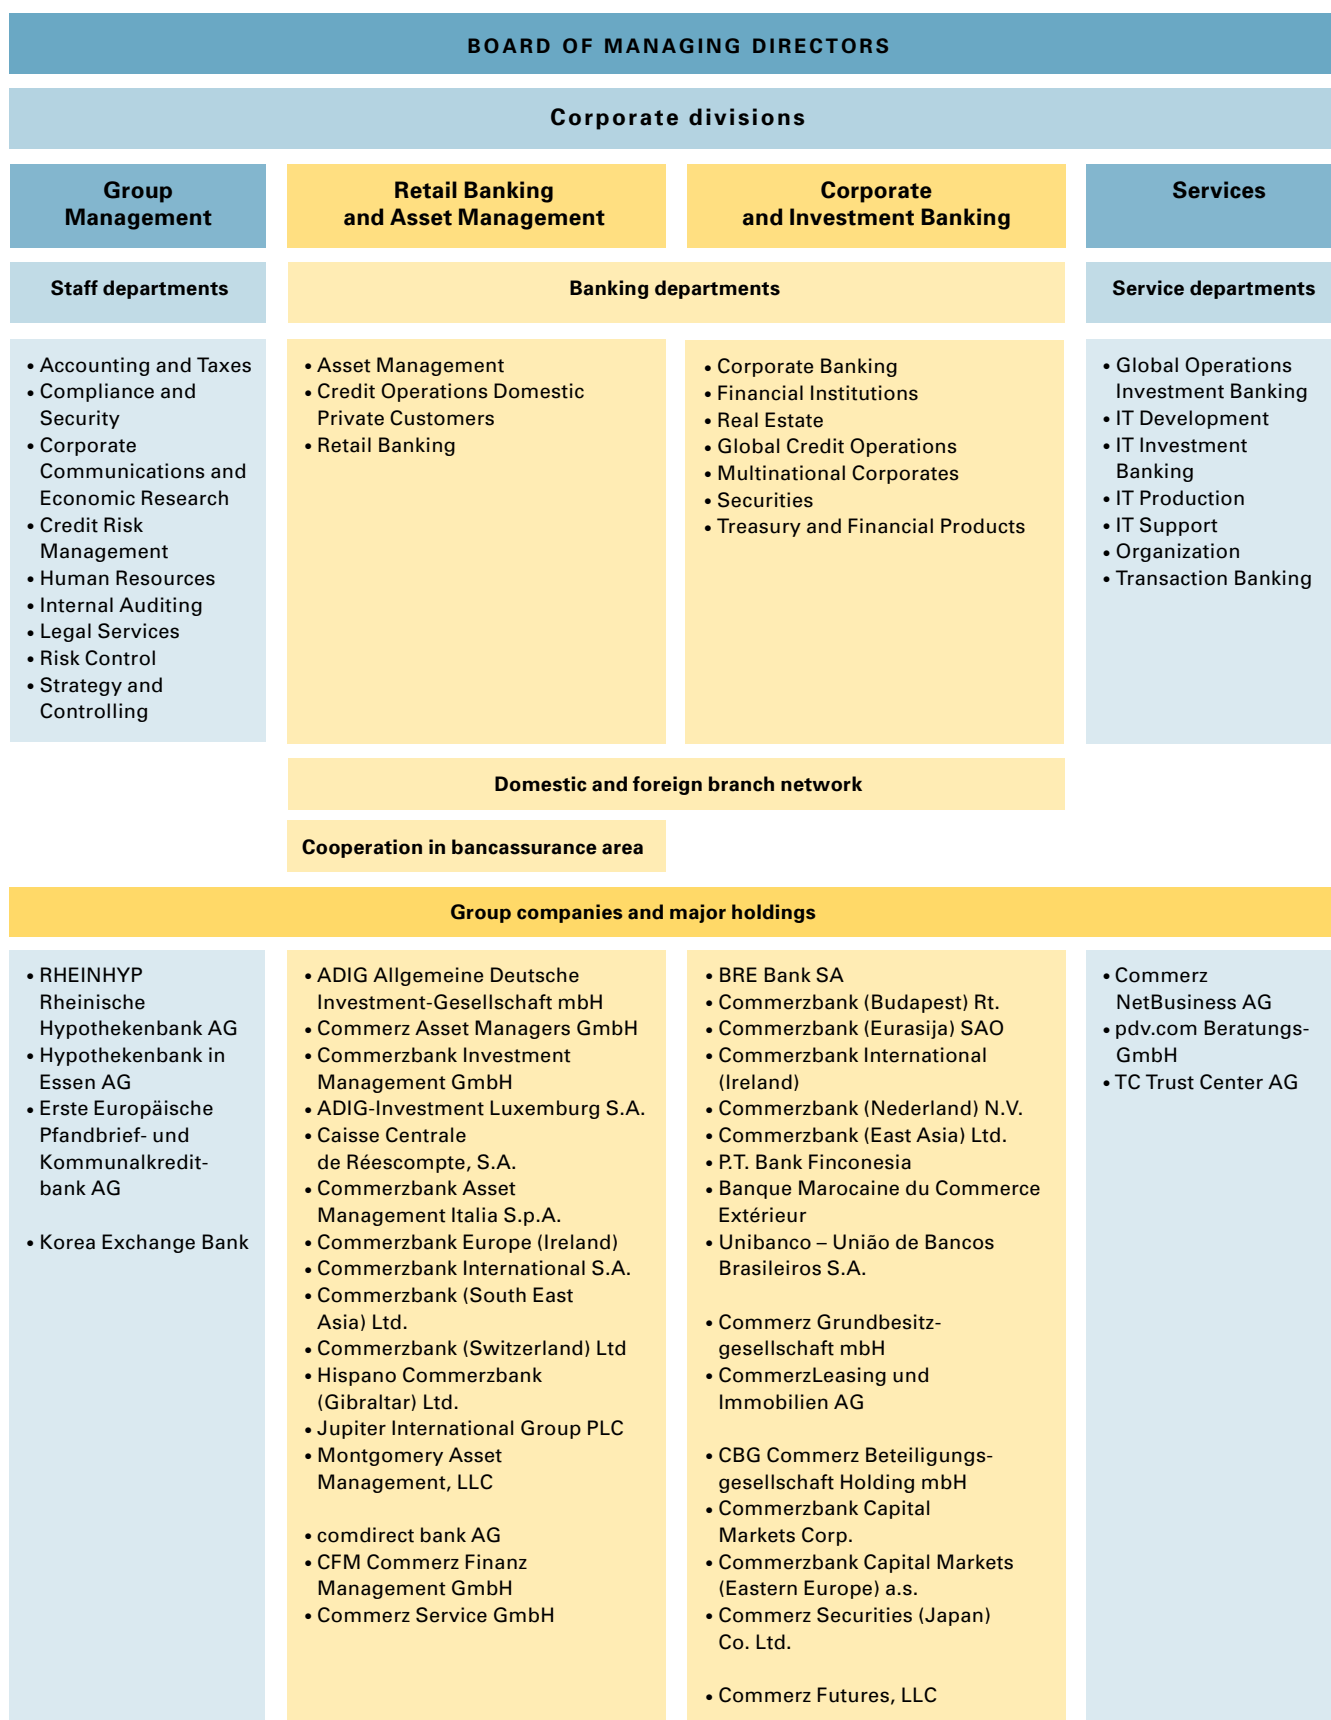 BOARD OF MANAGING DIRECTORS
Corporate divisions
Group
Management
Retail Banking
and Asset Management
Corporate
and Investment Banking
Services
Staff departments
Banking departments
Service departments
• Accounting and Taxes
• Compliance and
Security
• Corporate
Communications and
Economic Research
• Credit Risk
Management
• Human Resources
• Internal Auditing
• Legal Services
• Risk Control
• Strategy and
Controlling
• Asset Management
• Credit Operations Domestic
Private Customers
• Retail Banking
• Corporate Banking
• Financial Institutions
• Real Estate
• Global Credit Operations
• Multinational Corporates
• Securities
• Treasury and Financial Products
• Global Operations
Investment Banking
• IT Development
• IT Investment
Banking
• IT Production
• IT Support
• Organization
• Transaction Banking
Domestic and foreign branch network
Cooperation in bancassurance area
Group companies and major holdings
• RHEINHYP
Rheinische
Hypothekenbank AG
• Hypothekenbank in
Essen AG
• Erste Europäische
Pfandbrief- und
Kommunalkredit-
bank AG
• Korea Exchange Bank
• ADIG Allgemeine Deutsche
Investment-Gesellschaft mbH
• Commerz Asset Managers GmbH
• Commerzbank Investment
Management GmbH
• ADIG-Investment Luxemburg S.A.
• Caisse Centrale
de Réescompte, S.A.
• Commerzbank Asset
Management Italia S.p.A.
• Commerzbank Europe (Ireland)
• Commerzbank International S.A.
• Commerzbank (South East
Asia) Ltd.
• Commerzbank (Switzerland) Ltd
• Hispano Commerzbank
(Gibraltar) Ltd.
• Jupiter International Group PLC
• Montgomery Asset
Management, LLC
• comdirect bank AG
• CFM Commerz Finanz
Management GmbH
• Commerz Service GmbH
• BRE Bank SA
• Commerzbank (Budapest) Rt.
• Commerzbank (Eurasija) SAO
• Commerzbank International
(Ireland)
• Commerzbank (Nederland) N.V.
• Commerzbank (East Asia) Ltd.
• P.T. Bank Finconesia
• Banque Marocaine du Commerce
Extérieur
• Unibanco – União de Bancos
Brasileiros S.A.
• Commerz Grundbesitz-
gesellschaft mbH
• CommerzLeasing und
Immobilien AG
• CBG Commerz Beteiligungs-
gesellschaft Holding mbH
• Commerzbank Capital
Markets Corp.
• Commerzbank Capital Markets
(Eastern Europe) a.s.
• Commerz Securities (Japan)
Co. Ltd.
• Commerz Futures, LLC
• Commerz
NetBusiness AG
• pdv.com Beratungs-
GmbH
• TC Trust Center AG